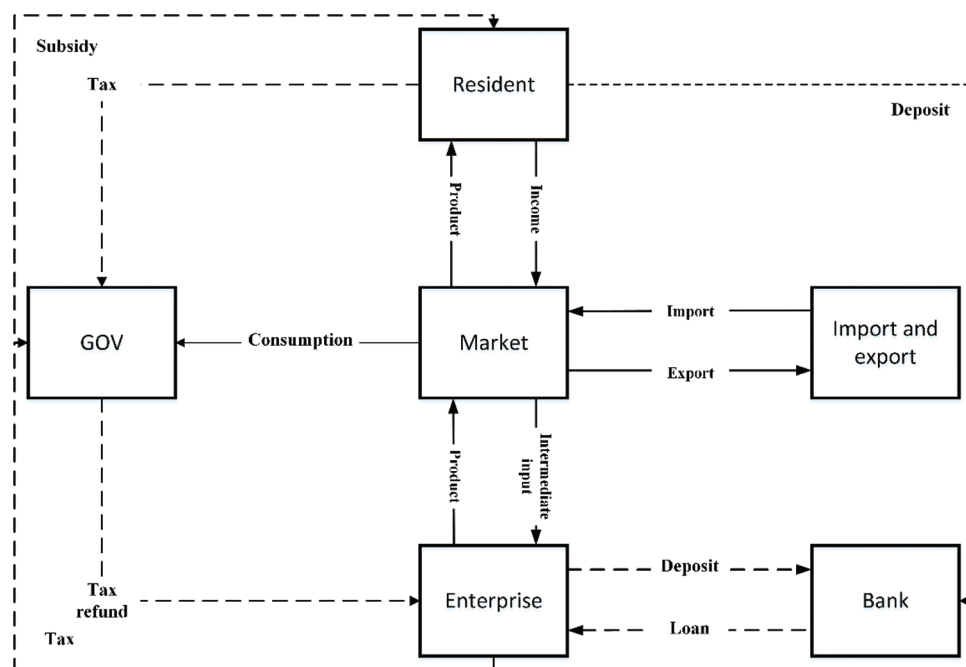 Subsidy
Tax
Resident
Deposit
Product
Income
GOV
Consumption
Market
Import
Export
Import and
export
Product
Intermediate
input
Tax
refund
Enterprise
Deposit
Loan
Bank
Tax